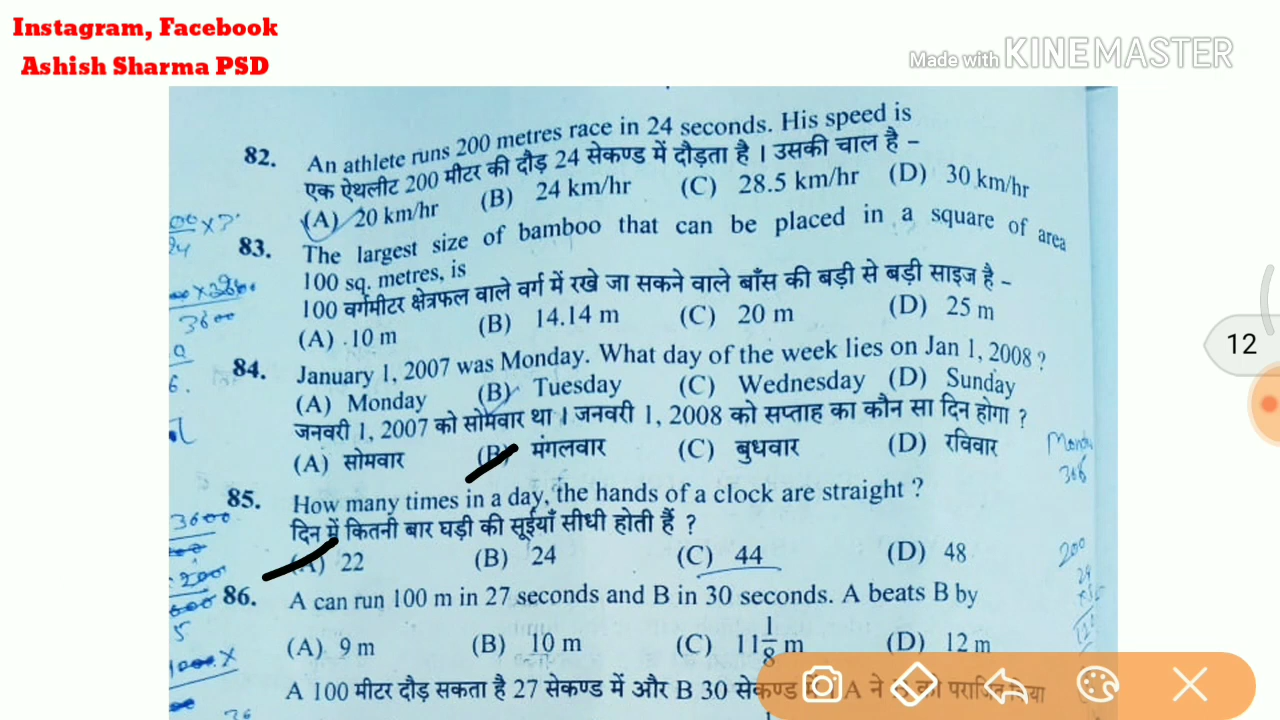 Instagram, Facebook
Ashish Sharma PSD
Made with KINEMASTER
82. An athlete runs 200 metres race in 24 seconds. His speed is
एक ऐथलीट 200 मीटर की दौड़ 24 सेकण्ड में दौड़ता है । उसकी चाल है –
(A) 20 km/hr (B) 24 km/hr (C) 28.5 km/hr (D) 30 km/hr
83. The largest size of bamboo that can be placed in a square of area
100 sq. metres, is
100 वर्गमीटर क्षेत्रफल वाले वर्ग में रखे जा सकने वाले बाँस की बड़ी से बड़ी साइज है –
(A) 10 m (B) 14.14 m (C) 20 m (D) 25 m
12
84. January 1, 2007 was Monday. What day of the week lies on Jan 1, 2008 ?
(A) Monday (B) Tuesday (C) Wednesday (D) Sunday
जनवरी 1, 2007 को सोमवार था । जनवरी 1, 2008 को सप्ताह का कौन सा दिन होगा ?
(A) सोमवार (B) मंगलवार (C) बुधवार (D) रविवार
85. How many times in a day, the hands of a clock are straight ?
दिन में कितनी बार घड़ी की सूईयाँ सीधी होती हैं ?
(A) 22 (B) 24 (C) 44 (D) 48
86. A can run 100 m in 27 seconds and B in 30 seconds. A beats B by
(A) 9 m (B) 10 m (C) 11 1/8 m (D) 12 m
A 100 मीटर दौड़ सकता है 27 सेकण्ड में और B 30 सेकण्ड में A ने
3600
200